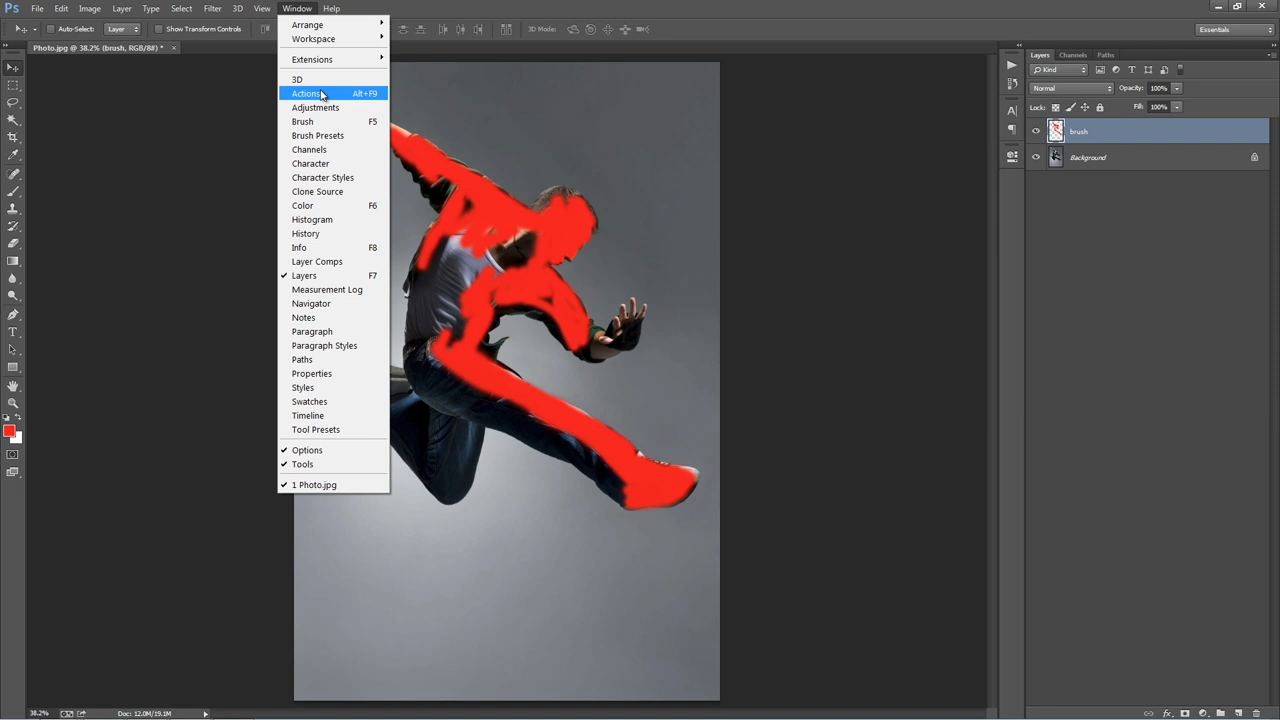 Ps File Edit Image Layer Type Select Filter 3D View Window Help
Auto-Select: Layer Show Transform Controls 3D Mode: Essentials
Photo.jpg @ 38.2% (brush, RGB/8#) *
Arrange
Workspace
Extensions
3D
Actions Alt+F9
Adjustments
Brush F5
Brush Presets
Channels
Character
Character Styles
Clone Source
Color F6
Histogram
History
Info F8
Layer Comps
Layers F7
Measurement Log
Navigator
Notes
Paragraph
Paragraph Styles
Paths
Properties
Styles
Swatches
Timeline
Tool Presets
Options
Tools
1 Photo.jpg
Layers Channels Paths
Kind
Normal Opacity: 100%
Lock: Fill: 100%
brush
Background
38.2% Doc: 12.0M/19.1M